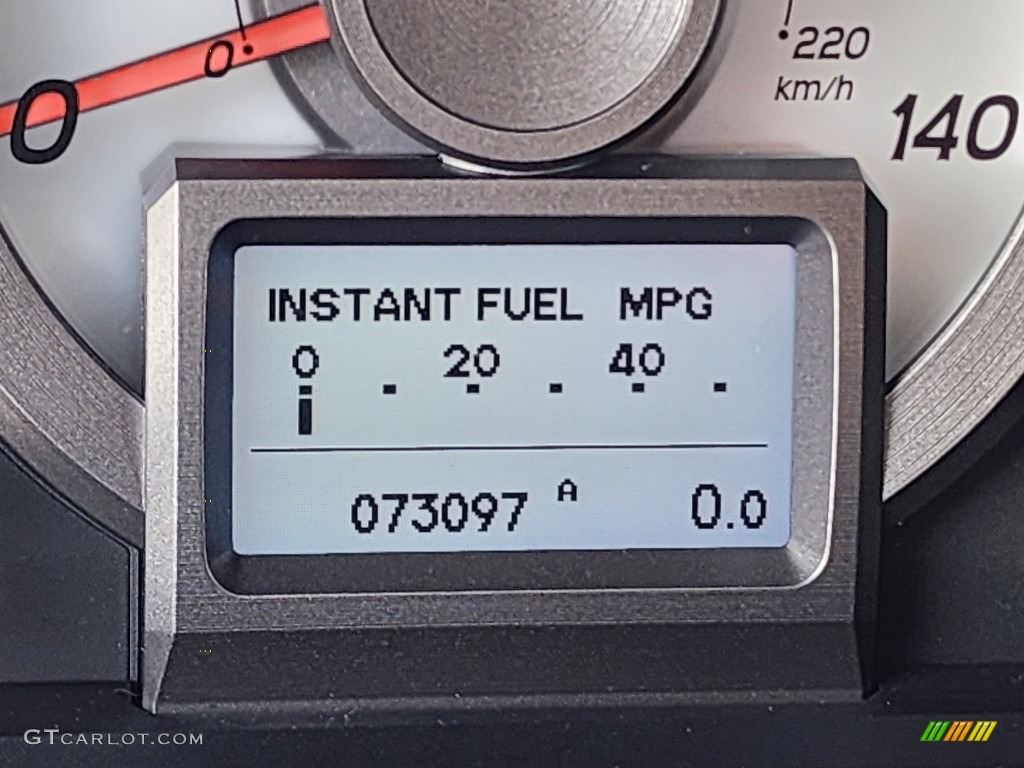 0 220
km/h
0 140
INSTANT FUEL MPG
0 20 40
073097 A 0.0
GTCARLOT.COM